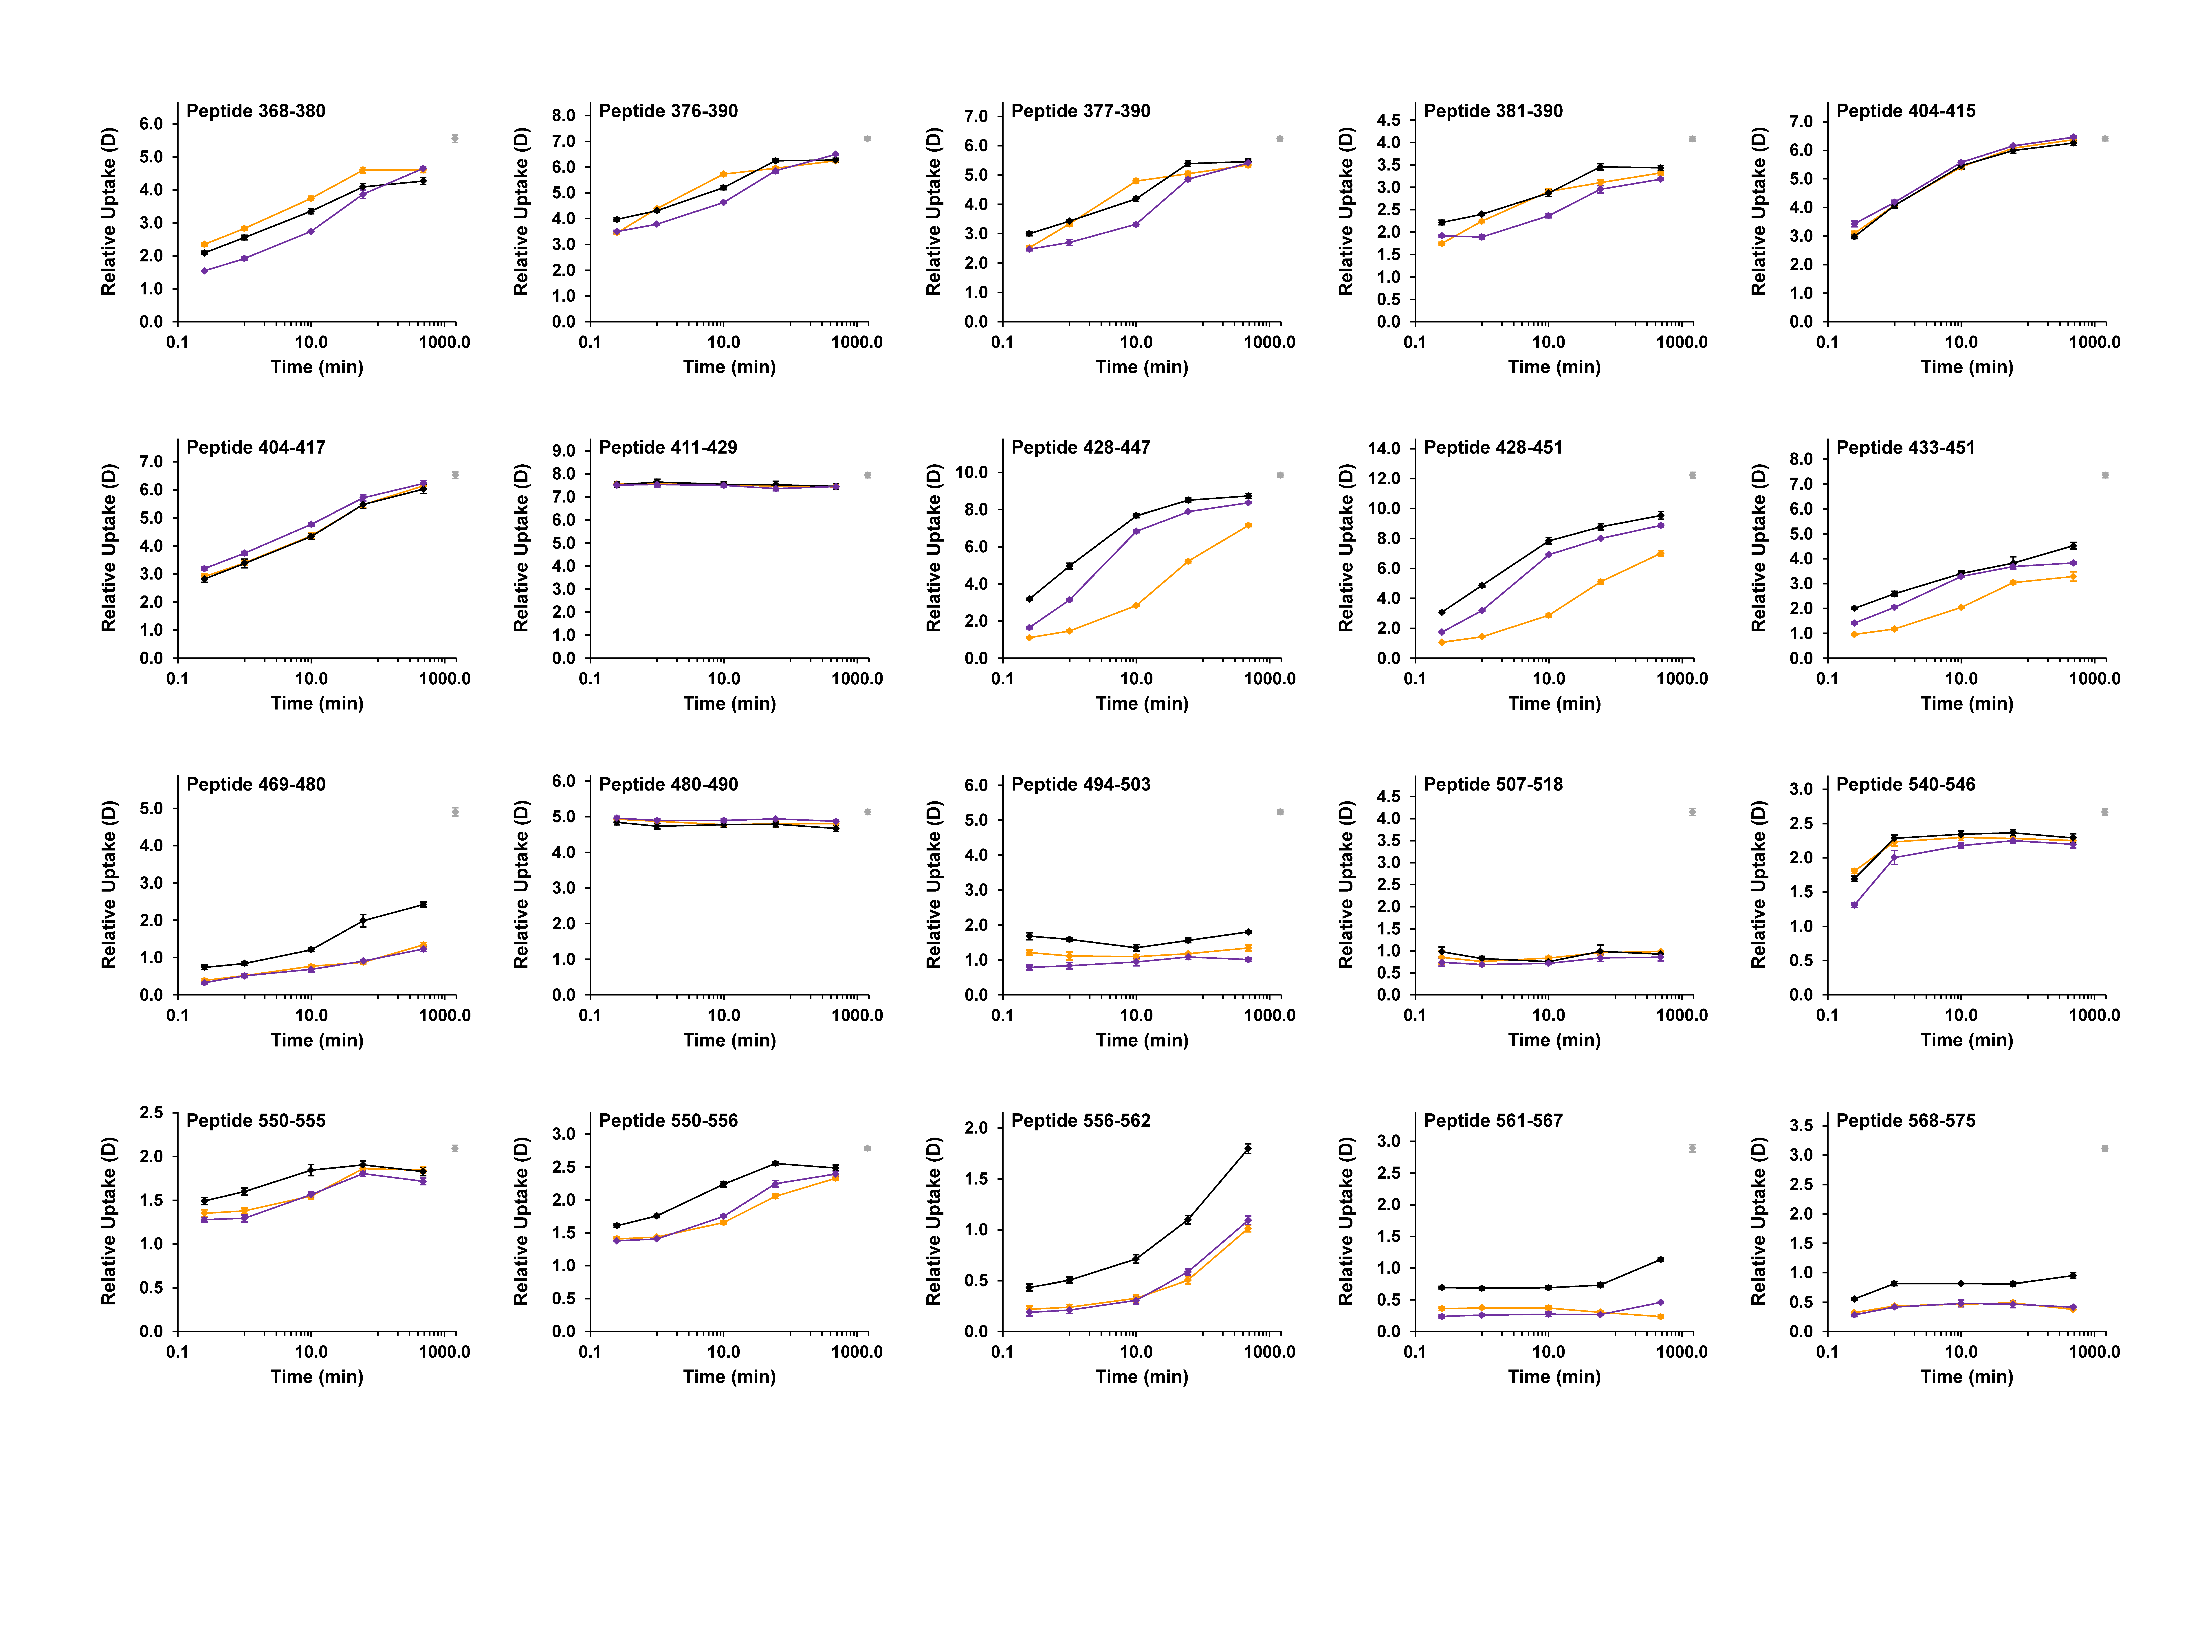 Peptide 368-380
Relative Uptake (D)
6.0
5.0
4.0
3.0
2.0
1.0
0.0
0.1 10.0 1000.0
Time (min)
Peptide 376-390
Relative Uptake (D)
8.0
7.0
6.0
5.0
4.0
3.0
2.0
1.0
0.0
0.1 10.0 1000.0
Time (min)
Peptide 377-390
Relative Uptake (D)
7.0
6.0
5.0
4.0
3.0
2.0
1.0
0.0
0.1 10.0 1000.0
Time (min)
Peptide 381-390
Relative Uptake (D)
4.5
4.0
3.5
3.0
2.5
2.0
1.5
1.0
0.5
0.0
0.1 10.0 1000.0
Time (min)
Peptide 404-415
Relative Uptake (D)
7.0
6.0
5.0
4.0
3.0
2.0
1.0
0.0
0.1 10.0 1000.0
Time (min)
Peptide 404-417
Relative Uptake (D)
7.0
6.0
5.0
4.0
3.0
2.0
1.0
0.0
0.1 10.0 1000.0
Time (min)
Peptide 411-429
Relative Uptake (D)
9.0
8.0
7.0
6.0
5.0
4.0
3.0
2.0
1.0
0.0
0.1 10.0 1000.0
Time (min)
Peptide 428-447
Relative Uptake (D)
10.0
8.0
6.0
4.0
2.0
0.0
0.1 10.0 1000.0
Time (min)
Peptide 428-451
Relative Uptake (D)
14.0
12.0
10.0
8.0
6.0
4.0
2.0
0.0
0.1 10.0 1000.0
Time (min)
Peptide 433-451
Relative Uptake (D)
8.0
7.0
6.0
5.0
4.0
3.0
2.0
1.0
0.0
0.1 10.0 1000.0
Time (min)
Peptide 469-480
Relative Uptake (D)
5.0
4.0
3.0
2.0
1.0
0.0
0.1 10.0 1000.0
Time (min)
Peptide 480-490
Relative Uptake (D)
6.0
5.0
4.0
3.0
2.0
1.0
0.0
0.1 10.0 1000.0
Time (min)
Peptide 494-503
Relative Uptake (D)
6.0
5.0
4.0
3.0
2.0
1.0
0.0
0.1 10.0 1000.0
Time (min)
Peptide 507-518
Relative Uptake (D)
4.5
4.0
3.5
3.0
2.5
2.0
1.5
1.0
0.5
0.0
0.1 10.0 1000.0
Time (min)
Peptide 540-546
Relative Uptake (D)
3.0
2.5
2.0
1.5
1.0
0.5
0.0
0.1 10.0 1000.0
Time (min)
Peptide 550-555
Relative Uptake (D)
2.5
2.0
1.5
1.0
0.5
0.0
0.1 10.0 1000.0
Time (min)
Peptide 550-556
Relative Uptake (D)
3.0
2.5
2.0
1.5
1.0
0.5
0.0
0.1 10.0 1000.0
Time (min)
Peptide 556-562
Relative Uptake (D)
2.0
1.5
1.0
0.5
0.0
0.1 10.0 1000.0
Time (min)
Peptide 561-567
Relative Uptake (D)
3.0
2.5
2.0
1.5
1.0
0.5
0.0
0.1 10.0 1000.0
Time (min)
Peptide 568-575
Relative Uptake (D)
3.5
3.0
2.5
2.0
1.5
1.0
0.5
0.0
0.1 10.0 1000.0
Time (min)